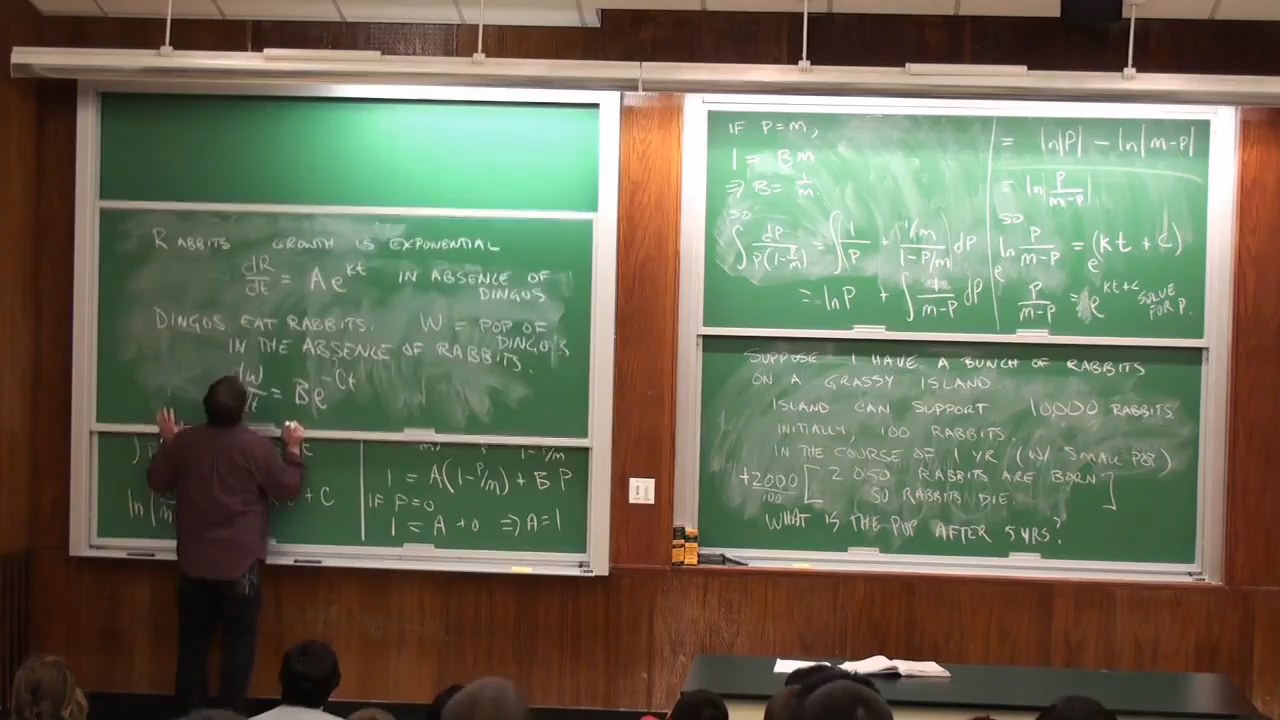 RABBITS GROWTH IS EXPONENTIAL
dR/dt = A e^{kt} IN ABSENCE OF
DINGOS
DINGOS EAT RABBITS. W = POP OF
DINGOS
IN THE ABSENCE OF RABBITS.
dW/dt = B e^{-Ct}
+ C
1 - P/m
1 = A(1-P/m) + B P
IF P=0
1 = A + 0 ⇒ A=1
IF P=m,
1 = Bm
⇒ B = 1/m.
SO
∫ dP/P(1-P/m) = ∫ 1/P + 1/m/1-P/m dP
= ln P + ∫ 1/m-P dP
= ln|P| - ln|m-P|
= ln|P/m-P|
SO
e^{ln P/m-P} = e^{(kt + C)}
P/m-P = e^{kt+c} SOLVE
FOR P.
SUPPOSE I HAVE A BUNCH OF RABBITS
ON A GRASSY ISLAND.
ISLAND CAN SUPPORT 10000 RABBITS
INITIALLY, 100 RABBITS.
IN THE COURSE OF 1 YR (W/ SMALL POP)
+2000/100 [ 2050 RABBITS ARE BORN
50 RABBITS DIE. ]
WHAT IS THE POP AFTER 5 YRS?